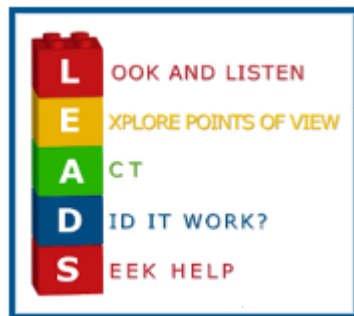 LOOK AND LISTEN
EXPLORE POINTS OF VIEW
ACT
DID IT WORK?
SEEK HELP